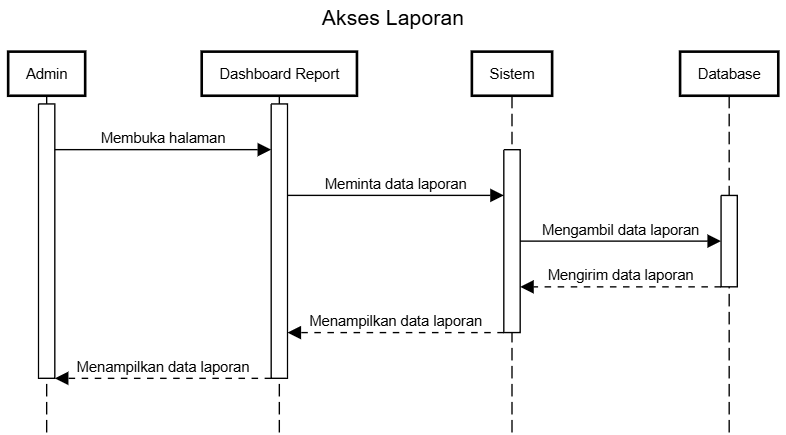 Akses Laporan
Admin
Dashboard Report
Sistem
Database
Membuka halaman
Meminta data laporan
Mengambil data laporan
Mengirim data laporan
Menampilkan data laporan
Menampilkan data laporan